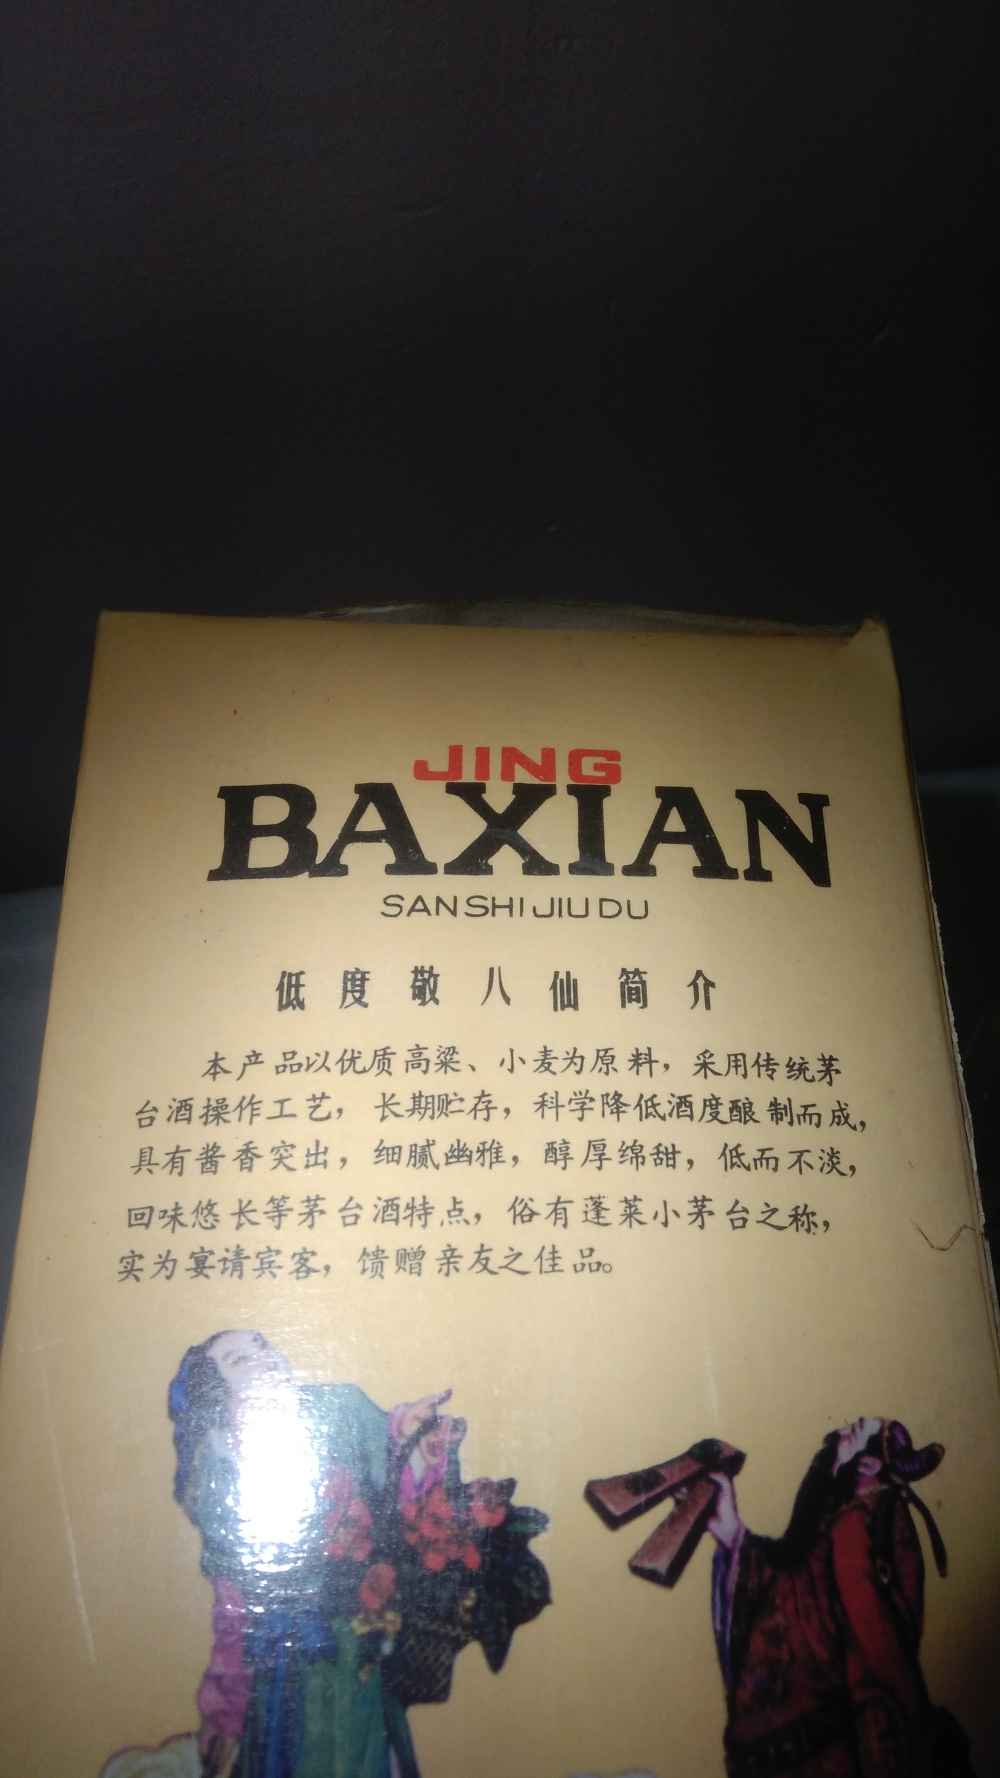 JING
BAXIAN
SANSHIJIUDU
低度敬八仙简介
本产品以优质高粱、小麦为原料，采用传统茅
台酒操作工艺，长期贮存，科学降低酒度酿制而成，
具有酱香突出，细腻幽雅，醇厚绵甜，低而不淡，
回味悠长等茅台酒特点，俗有蓬莱小茅台之称，
实为宴请宾客，馈赠亲友之佳品。